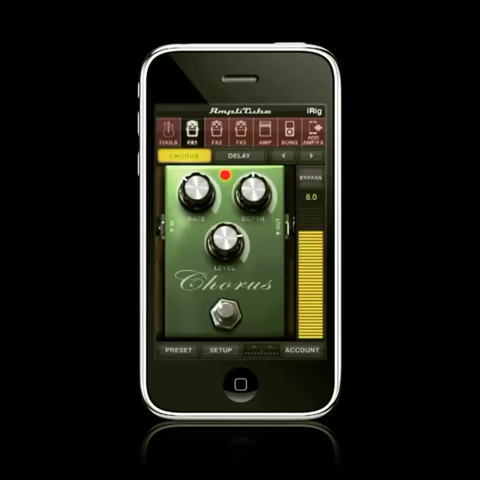 AmpliTube iRig
TOOLS FX1 FX2 FX3 AMP SONG ADD AMP/FX
CHORUS DELAY
BYPASS
8.0
RATE DEPTH
LEVEL
Chorus
PRESET SETUP ACCOUNT